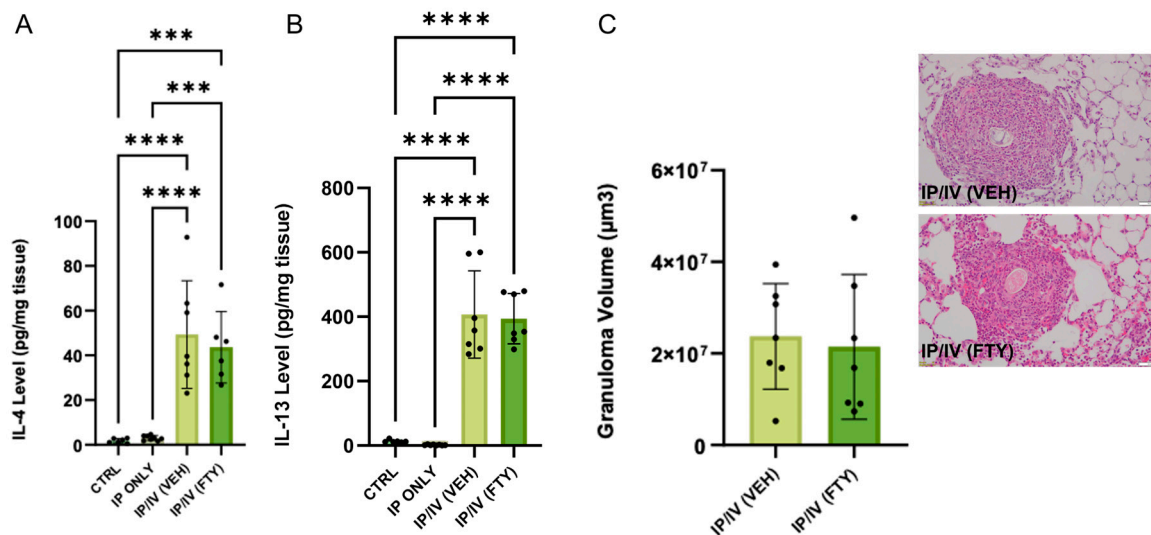 A
B
C
***
***
****
****
IL-4 Level (pg/mg tissue)
100
80
60
40
20
0
CTRL
IP ONLY
IP/IV (VEH)
IP/IV (FTY)
****
****
****
****
IL-13 Level (pg/mg tissue)
800
600
400
200
0
CTRL
IP ONLY
IP/IV (VEH)
IP/IV (FTY)
Granuloma Volume (µm3)
6×10⁷
4×10⁷
2×10⁷
0
IP/IV (VEH)
IP/IV (FTY)
IP/IV (VEH)
IP/IV (FTY)